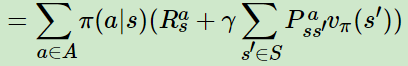 = ∑_{a∈A} π(a|s)(R_s^a + γ ∑_{s'∈S} P_{ss'}^a v_π(s'))